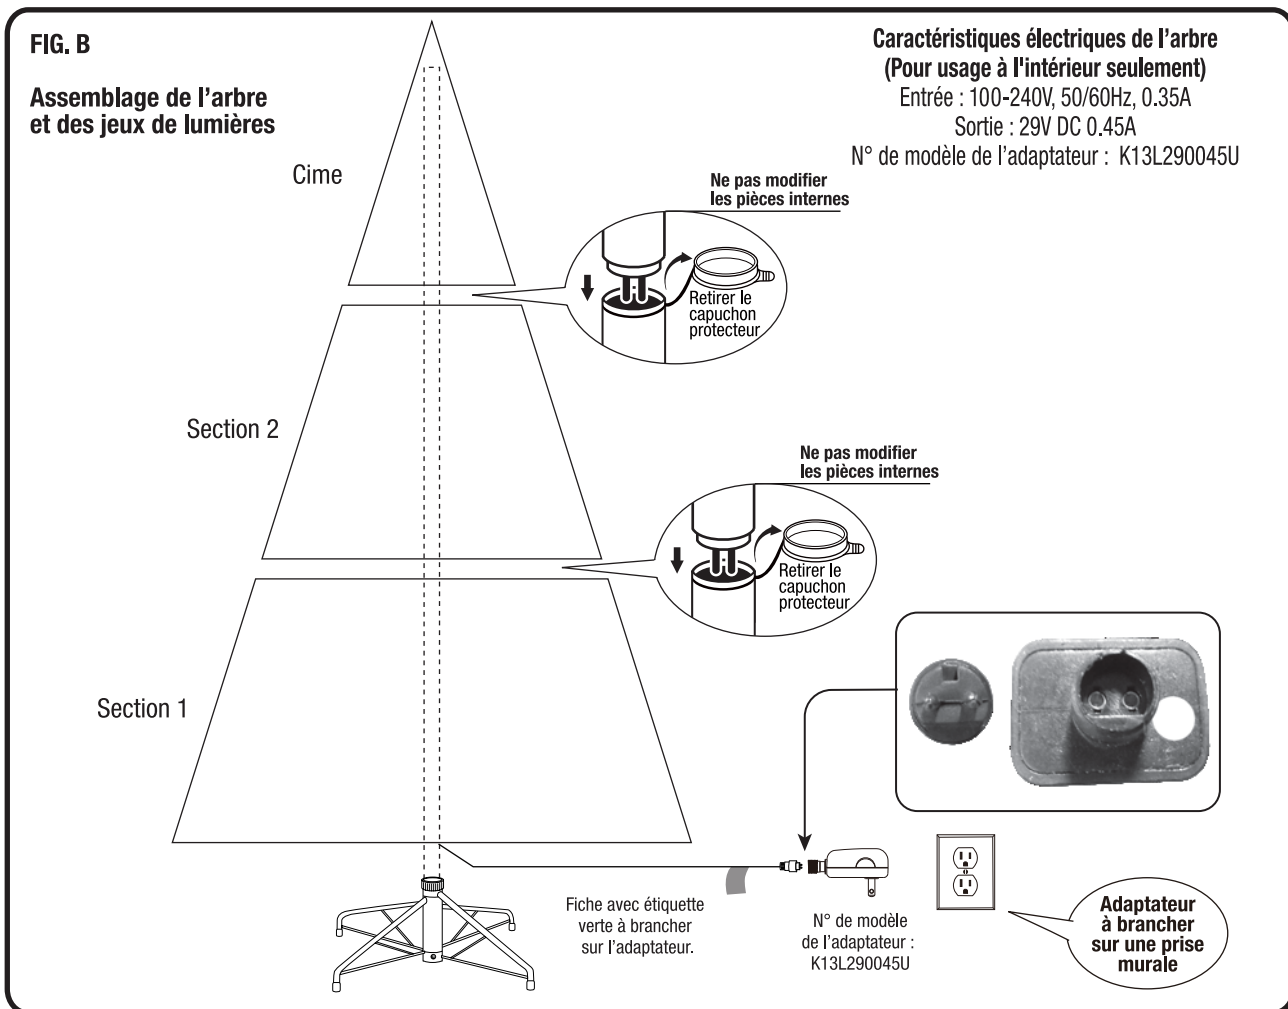 FIG. B
Assemblage de l'arbre
et des jeux de lumières
Caractéristiques électriques de l'arbre
(Pour usage à l'intérieur seulement)
Entrée : 100-240V, 50/60Hz, 0.35A
Sortie : 29V DC 0.45A
N° de modèle de l'adaptateur : K13L290045U
Cime
Ne pas modifier
les pièces internes
Retirer le
capuchon
protecteur
Section 2
Ne pas modifier
les pièces internes
Retirer le
capuchon
protecteur
Section 1
Fiche avec étiquette
verte à brancher
sur l'adaptateur.
N° de modèle
de l'adaptateur :
K13L290045U
Adaptateur
à brancher
sur une prise
murale